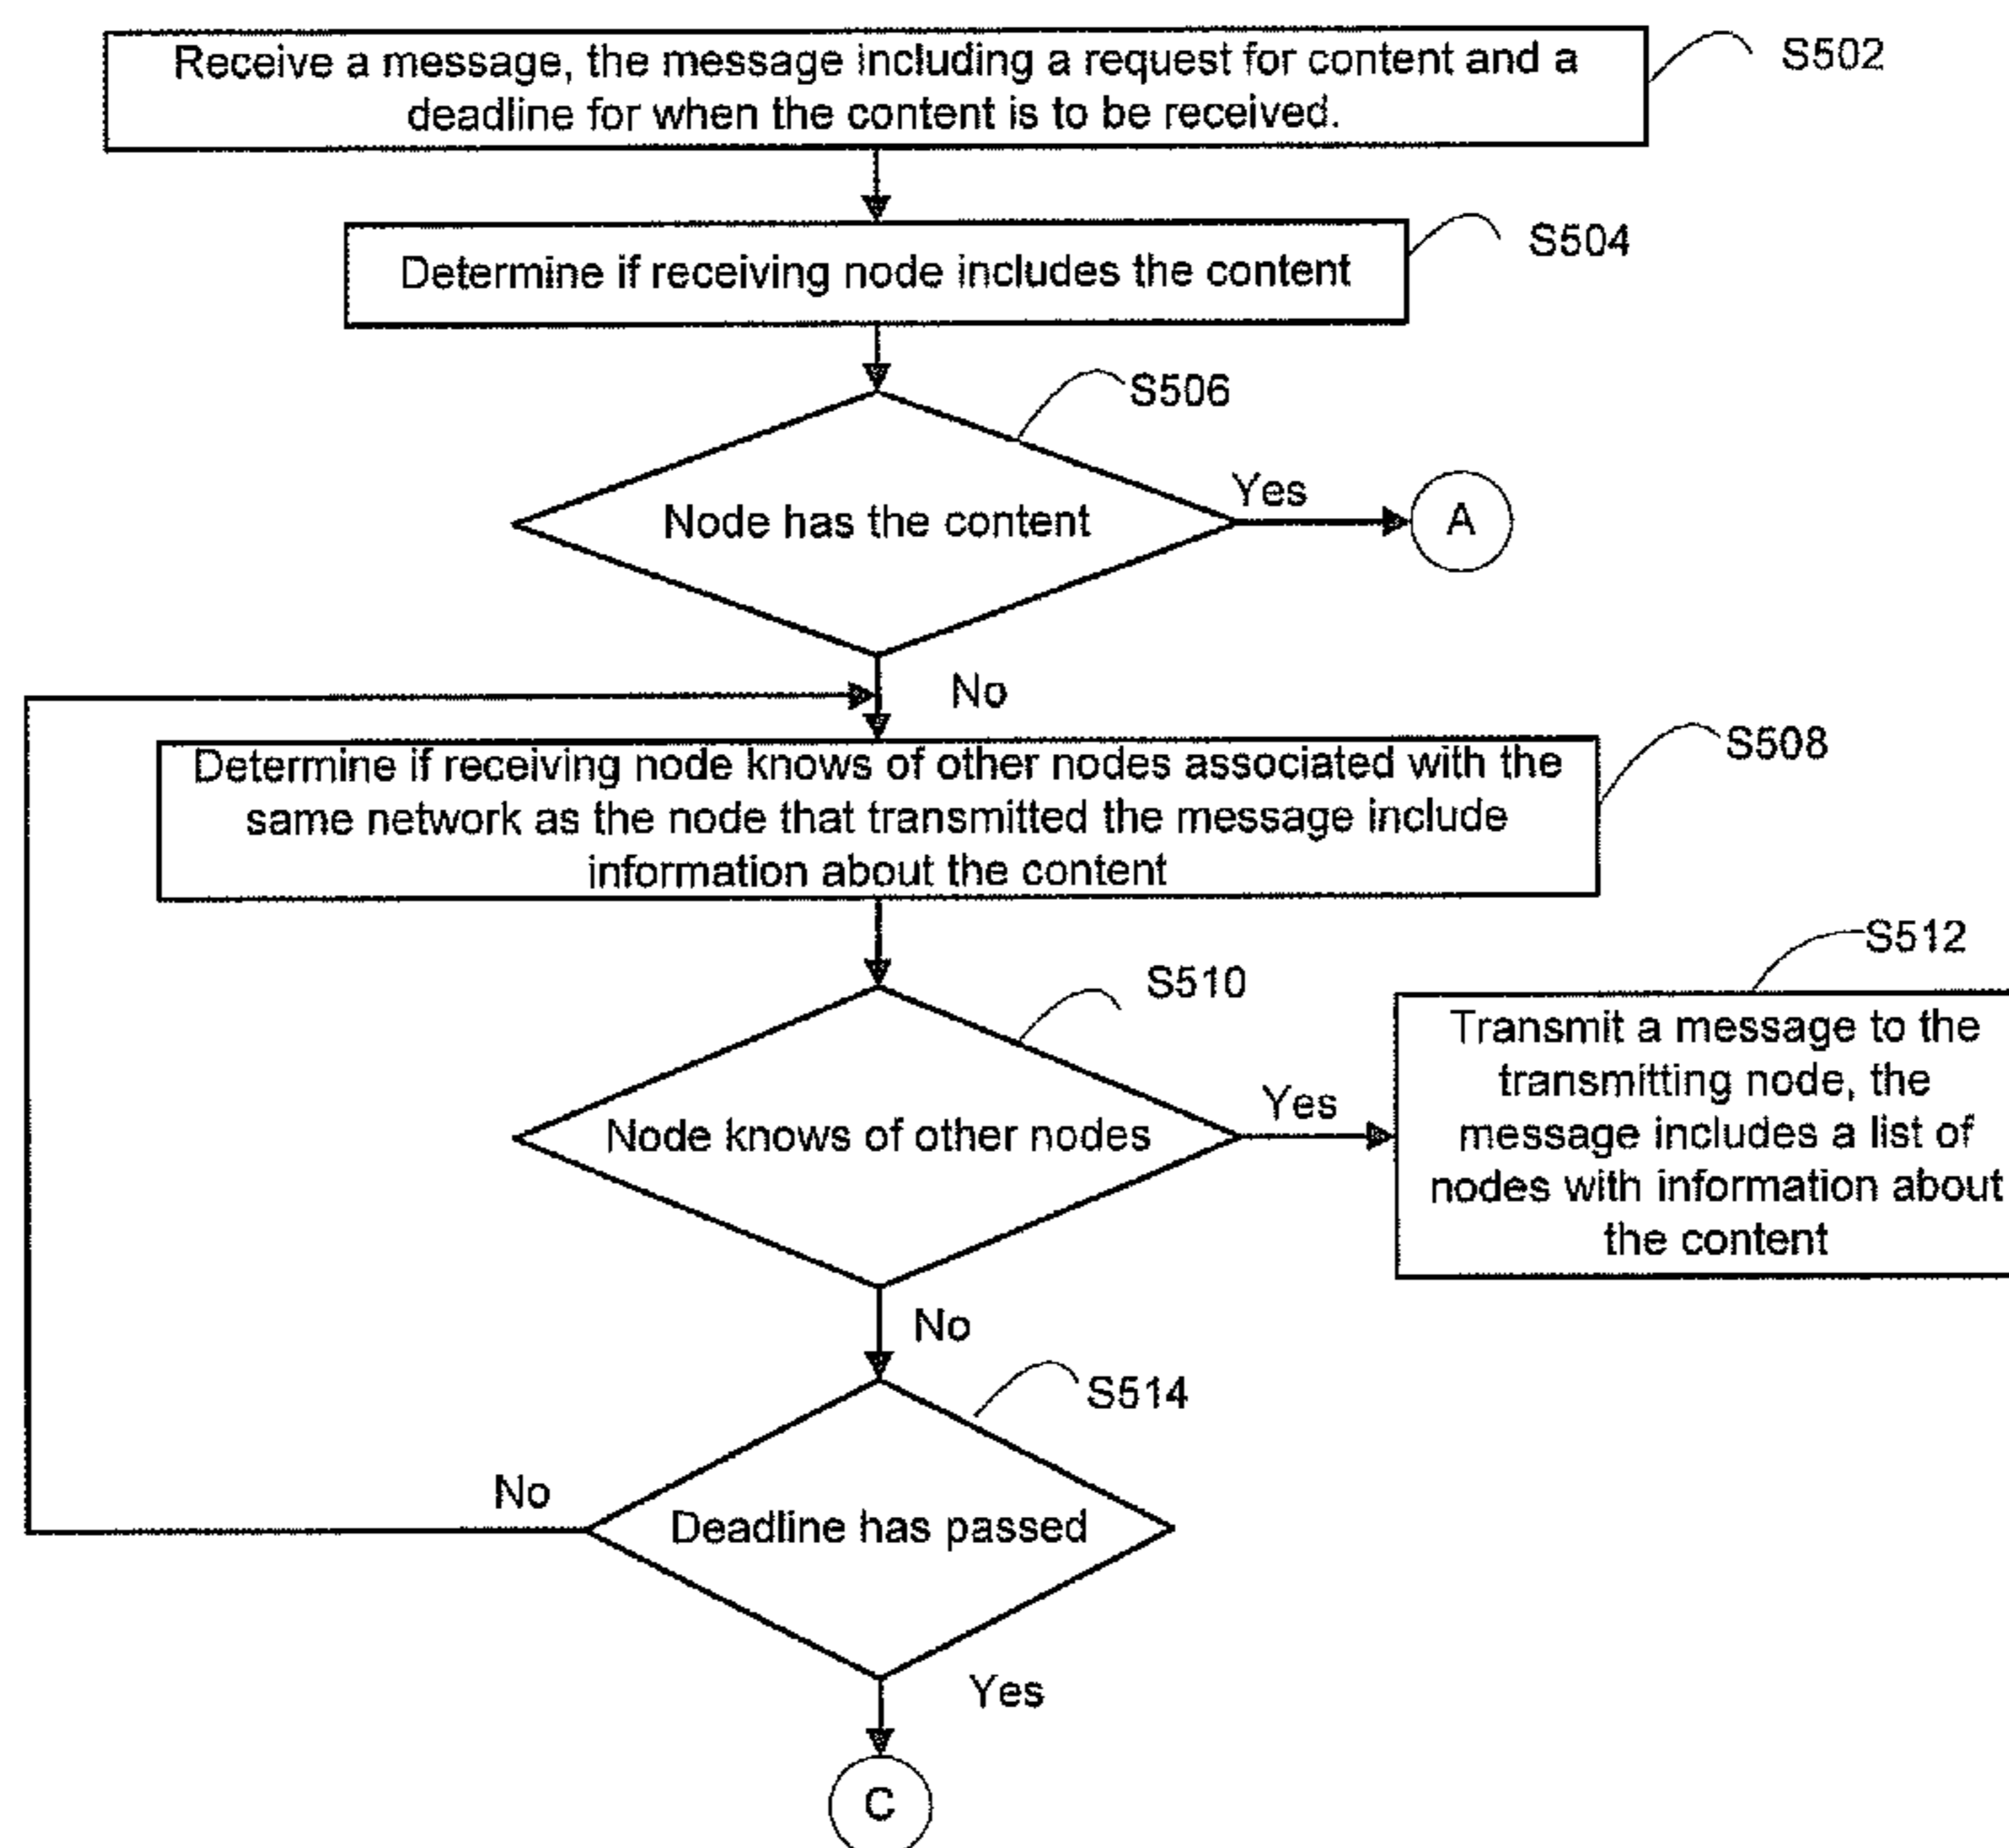 Receive a message, the message including a request for content and a
deadline for when the content is to be received.
S502
Determine if receiving node includes the content
S504
S506
Node has the content
Yes
A
No
Determine if receiving node knows of other nodes associated with the
same network as the node that transmitted the message include
information about the content
S508
S510
Node knows of other nodes
Yes
S512
Transmit a message to the
transmitting node, the
message includes a list of
nodes with information about
the content
No
S514
Deadline has passed
No
Yes
C